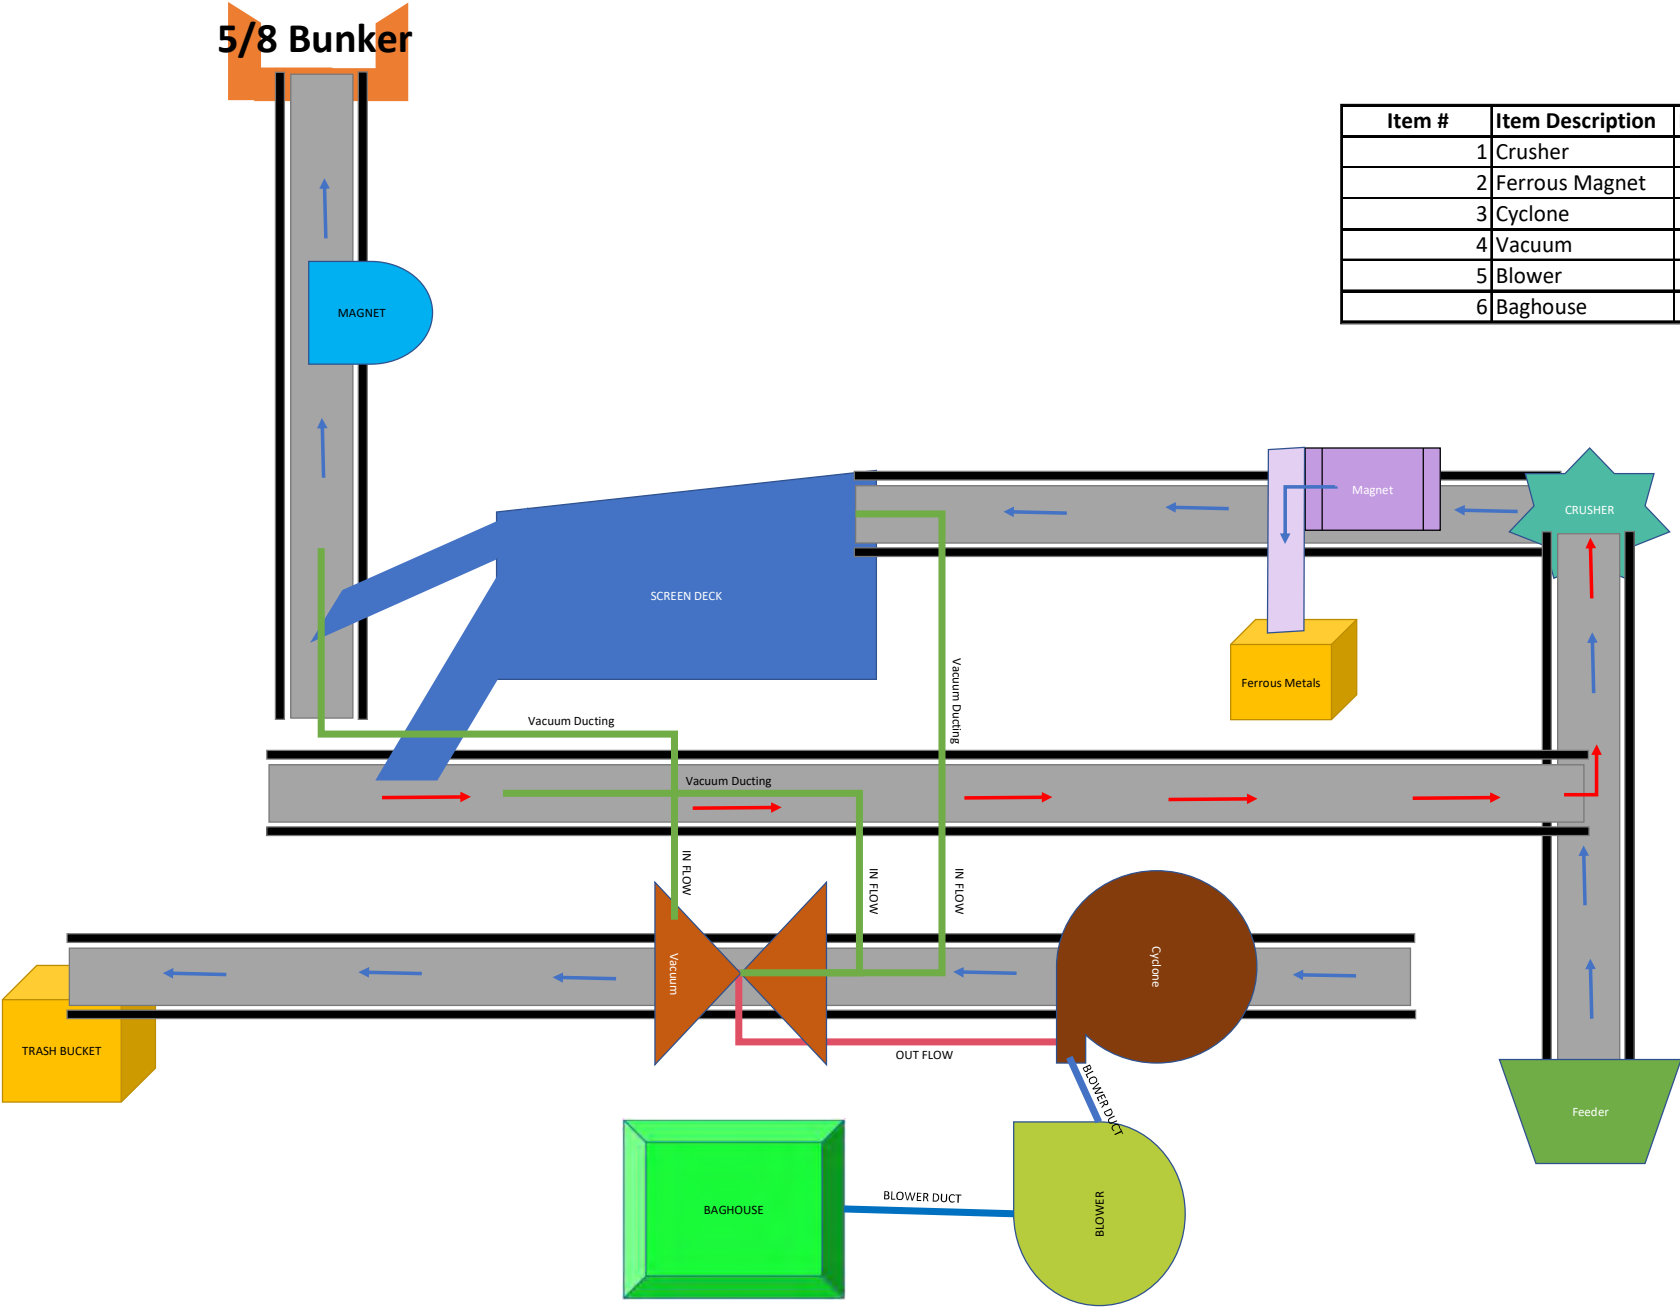 5/8 Bunker
Item # Item Description
1 Crusher
2 Ferrous Magnet
3 Cyclone
4 Vacuum
5 Blower
6 Baghouse
MAGNET
Magnet
CRUSHER
SCREEN DECK
Ferrous Metals
Vacuum Ducting
Vacuum Ducting
Vacuum Ducting
IN FLOW
IN FLOW
IN FLOW
Vacuum
Cyclone
TRASH BUCKET
OUT FLOW
BLOWER DUCT
Feeder
BAGHOUSE
BLOWER DUCT
BLOWER